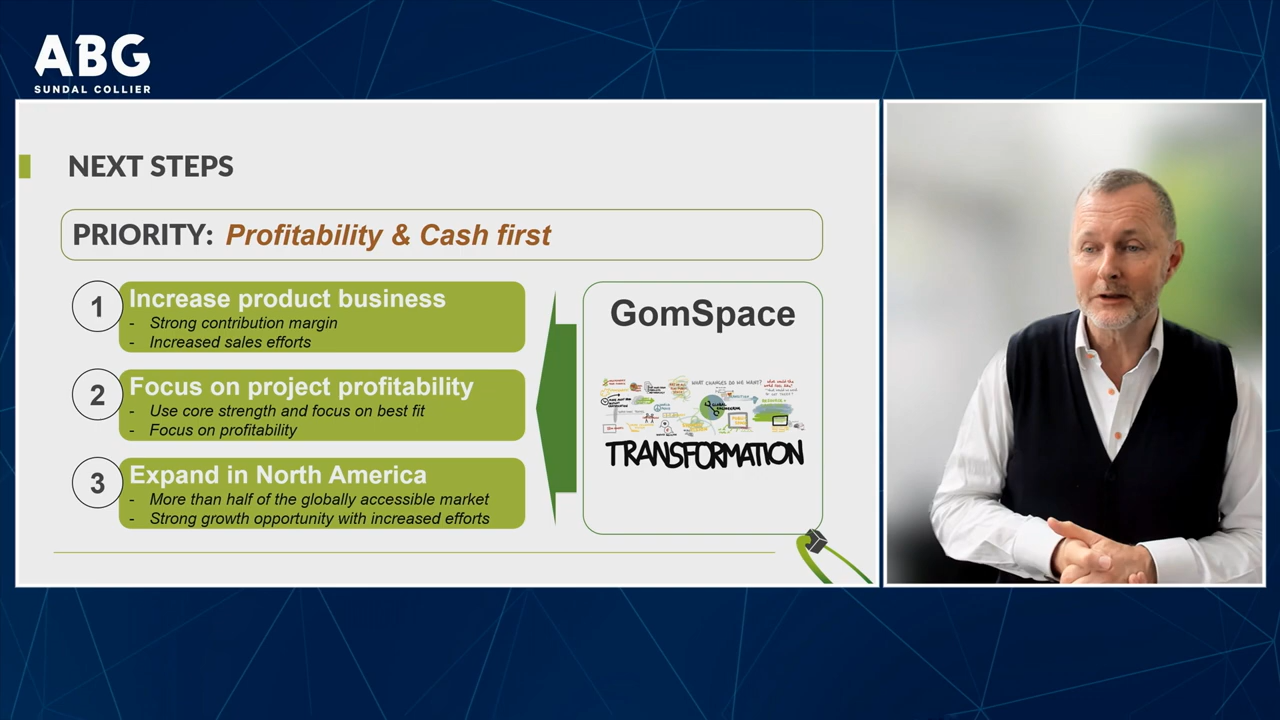 ABG
SUNDAL COLLIER
NEXT STEPS
PRIORITY: Profitability & Cash first
1
Increase product business
- Strong contribution margin
- Increased sales efforts
2
Focus on project profitability
- Use core strength and focus on best fit
- Focus on profitability
3
Expand in North America
- More than half of the globally accessible market
- Strong growth opportunity with increased efforts
GomSpace
WHAT CHANGES DO WE WANT?
TRANSFORMATION